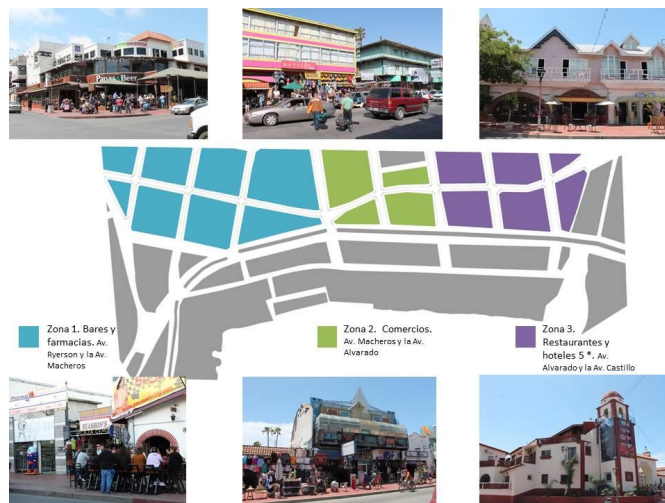 Papas & Beer
Zona 1. Bares y
farmacias. Av.
Ryerson y la Av.
Macheros
Zona 2. Comercios.
Av. Macheros y la Av.
Alvarado
Zona 3.
Restaurantes y
hoteles 5 *. Av.
Alvarado y la Av. Castillo